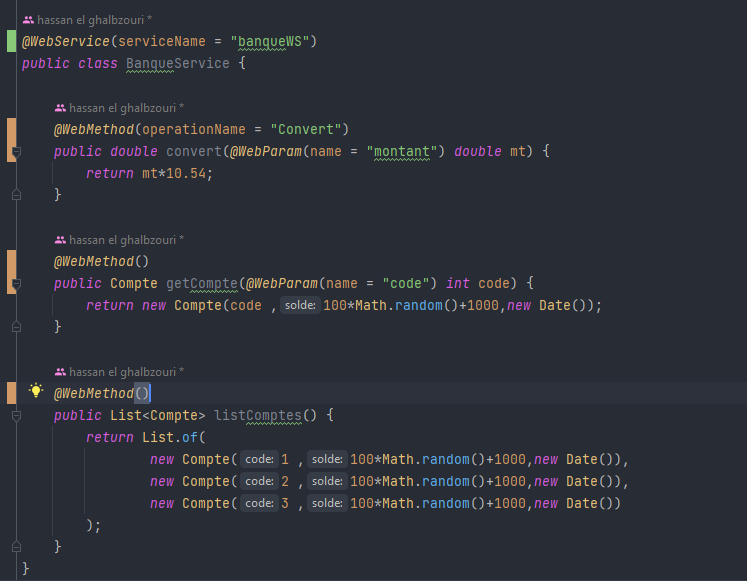 hassan el ghalbzouri *
@WebService(serviceName = "banqueWS")
public class BanqueService {
hassan el ghalbzouri *
@WebMethod(operationName = "Convert")
public double convert(@WebParam(name = "montant") double mt) {
return mt*10.54;
}
hassan el ghalbzouri *
@WebMethod()
public Compte getCompte(@WebParam(name = "code") int code) {
return new Compte(code , solde: 100*Math.random()+1000,new Date());
}
hassan el ghalbzouri *
@WebMethod()
public List<Compte> listComptes() {
return List.of(
new Compte( code: 1 , solde: 100*Math.random()+1000,new Date()),
new Compte( code: 2 , solde: 100*Math.random()+1000,new Date()),
new Compte( code: 3 , solde: 100*Math.random()+1000,new Date())
);
}
}